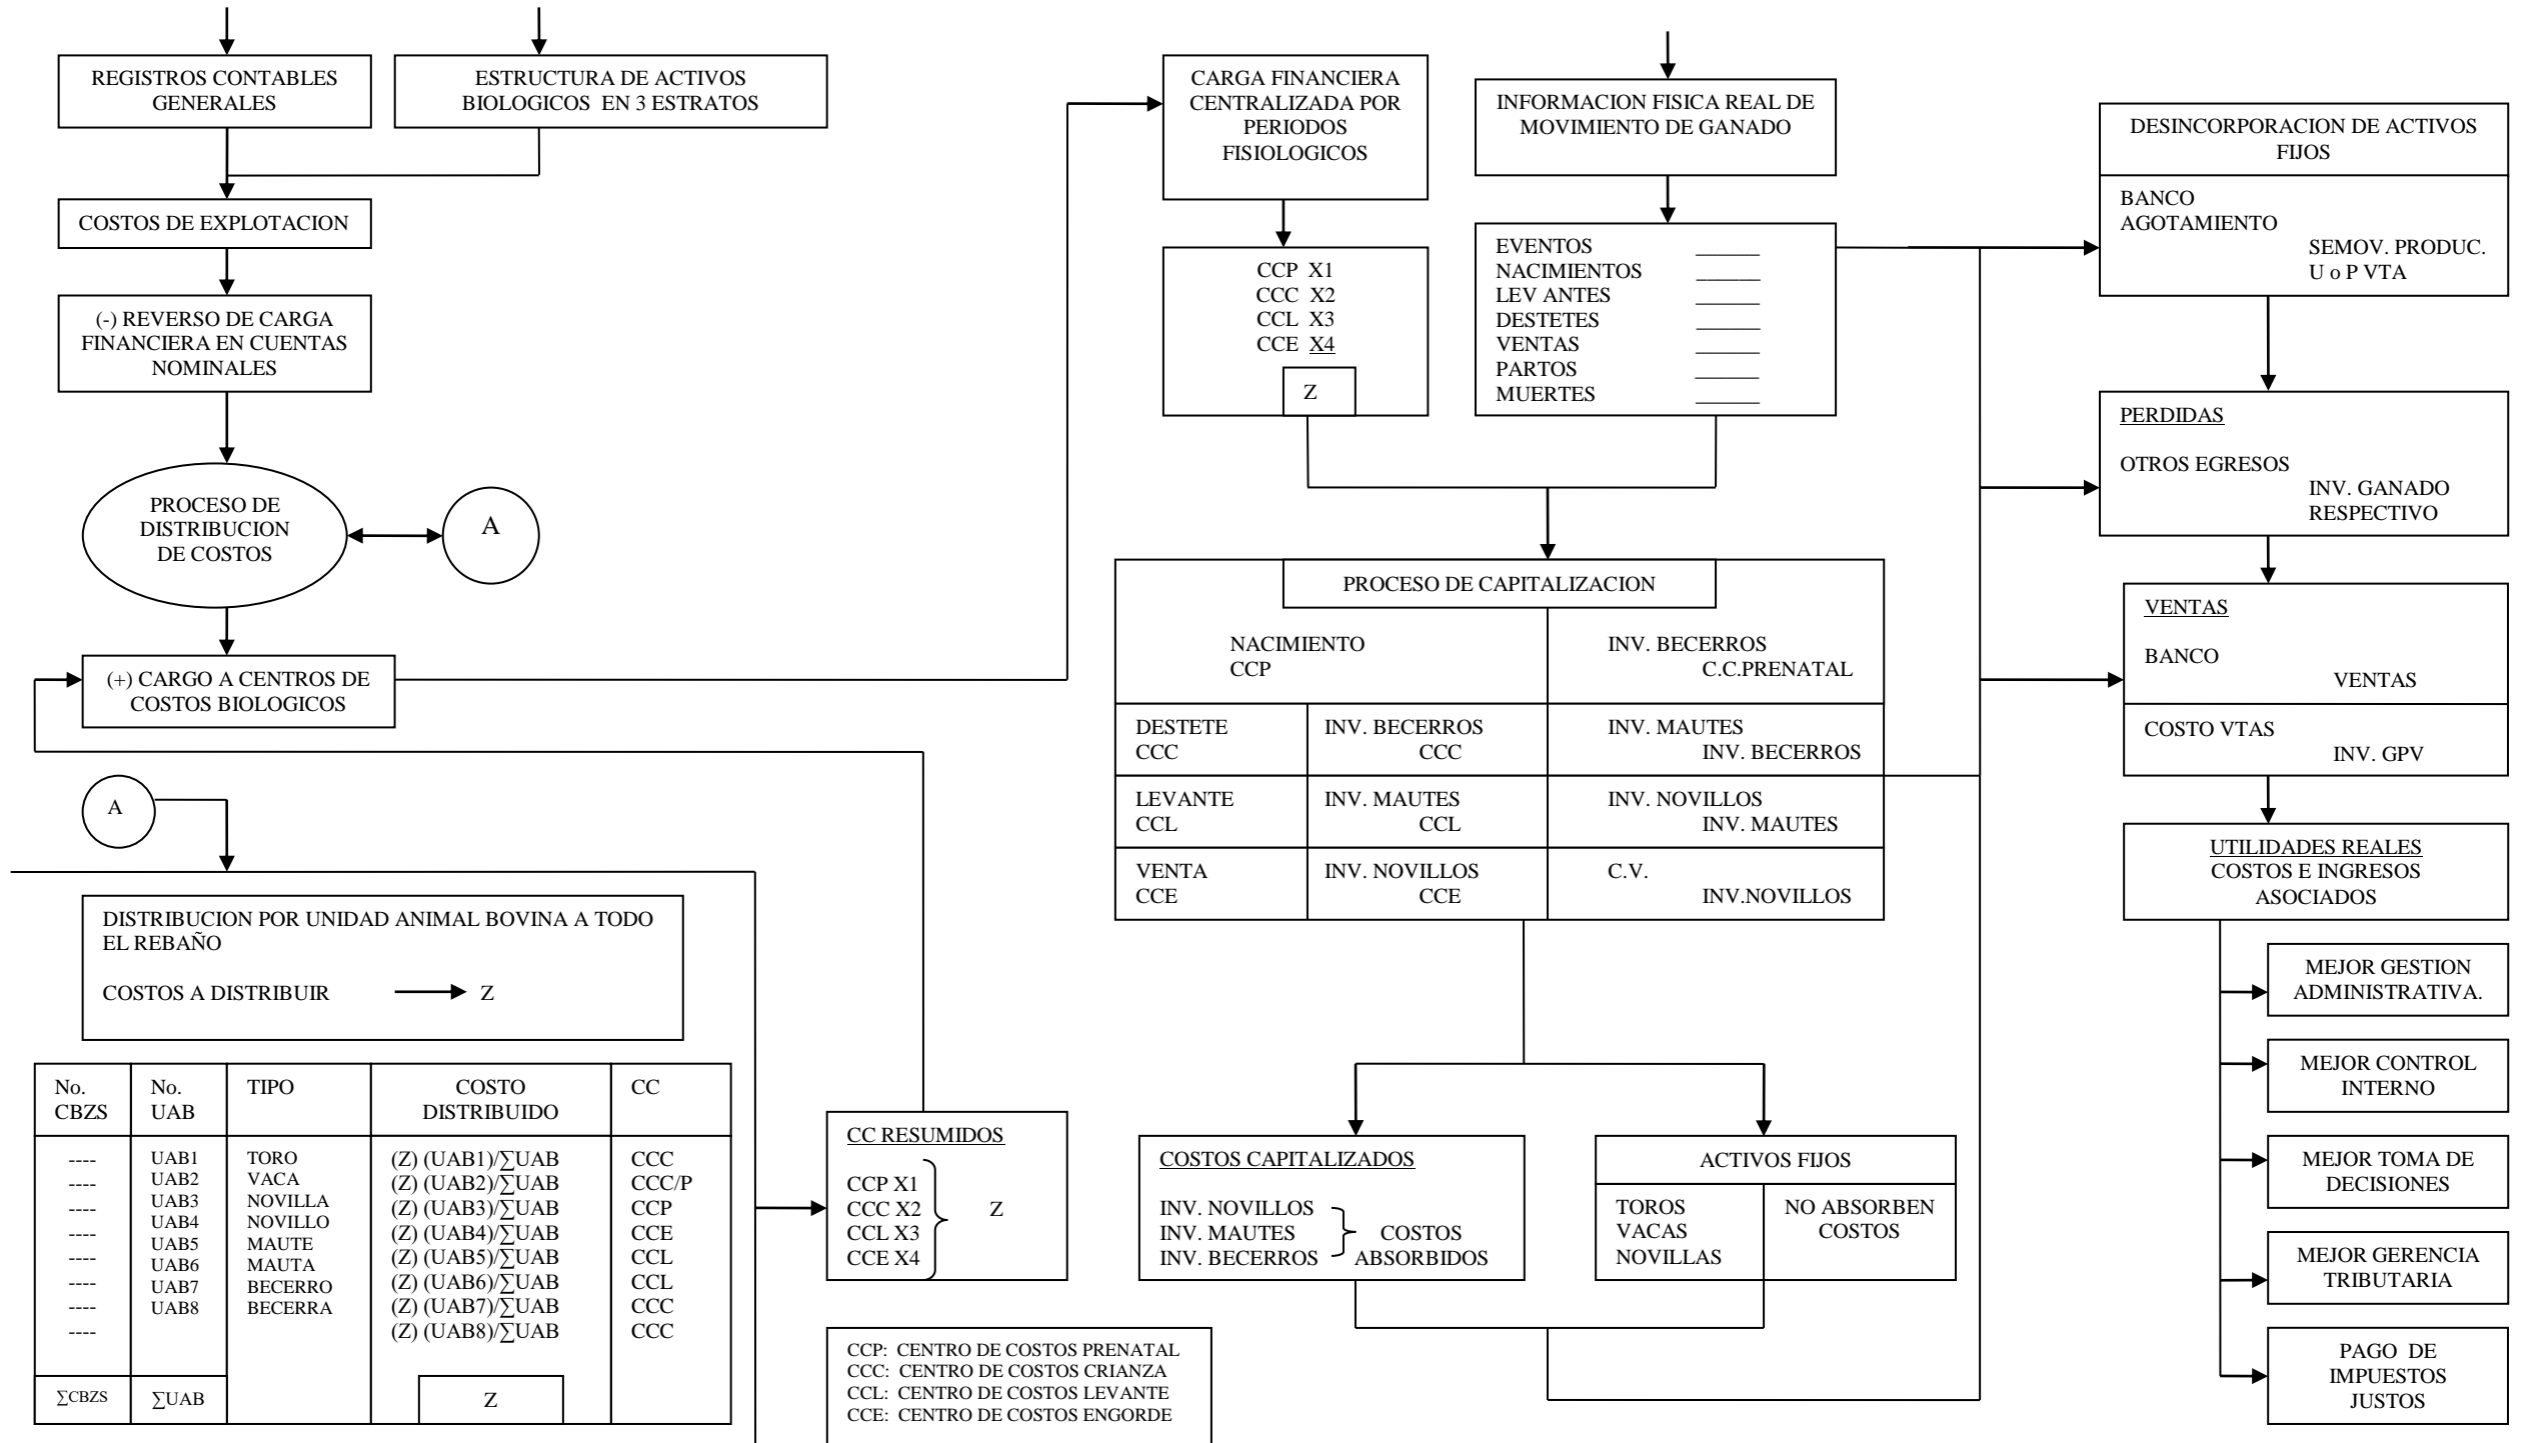 REGISTROS CONTABLES
GENERALES
ESTRUCTURA DE ACTIVOS
BIOLOGICOS EN 3 ESTRATOS
COSTOS DE EXPLOTACION
(-) REVERSO DE CARGA
FINANCIERA EN CUENTAS
NOMINALES
PROCESO DE
DISTRIBUCION
DE COSTOS
A
(+) CARGO A CENTROS DE
COSTOS BIOLOGICOS
A
DISTRIBUCION POR UNIDAD ANIMAL BOVINA A TODO
EL REBAÑO
COSTOS A DISTRIBUIR Z
No. CBZS No. UAB TIPO COSTO DISTRIBUIDO CC
---- UAB1 TORO (Z) (UAB1)/∑UAB CCC
---- UAB2 VACA (Z) (UAB2)/∑UAB CCC/P
---- UAB3 NOVILLA (Z) (UAB3)/∑UAB CCP
---- UAB4 NOVILLO (Z) (UAB4)/∑UAB CCE
---- UAB5 MAUTE (Z) (UAB5)/∑UAB CCL
---- UAB6 MAUTA (Z) (UAB6)/∑UAB CCL
---- UAB7 BECERRO (Z) (UAB7)/∑UAB CCC
---- UAB8 BECERRA (Z) (UAB8)/∑UAB CCC
∑CBZS ∑UAB Z
CC RESUMIDOS
CCP X1
CCC X2 Z
CCL X3
CCE X4
CCP: CENTRO DE COSTOS PRENATAL
CCC: CENTRO DE COSTOS CRIANZA
CCL: CENTRO DE COSTOS LEVANTE
CCE: CENTRO DE COSTOS ENGORDE
CARGA FINANCIERA
CENTRALIZADA POR
PERIODOS
FISIOLOGICOS
CCP X1
CCC X2
CCL X3
CCE X4
Z
INFORMACION FISICA REAL DE
MOVIMIENTO DE GANADO
EVENTOS ______
NACIMIENTOS ______
LEV ANTES ______
DESTETES ______
VENTAS ______
PARTOS ______
MUERTES ______
PROCESO DE CAPITALIZACION
NACIMIENTO INV. BECERROS
CCP C.C.PRENATAL
DESTETE INV. BECERROS INV. MAUTES
CCC CCC INV. BECERROS
LEVANTE INV. MAUTES INV. NOVILLOS
CCL CCL INV. MAUTES
VENTA INV. NOVILLOS C.V.
CCE CCE INV.NOVILLOS
COSTOS CAPITALIZADOS
INV. NOVILLOS
INV. MAUTES COSTOS
INV. BECERROS ABSORBIDOS
ACTIVOS FIJOS
TOROS NO ABSORBEN
VACAS COSTOS
NOVILLAS
DESINCORPORACION DE ACTIVOS
FIJOS
BANCO
AGOTAMIENTO
SEMOV. PRODUC.
U o P VTA
PERDIDAS
OTROS EGRESOS
INV. GANADO
RESPECTIVO
VENTAS
BANCO
VENTAS
COSTO VTAS
INV. GPV
UTILIDADES REALES
COSTOS E INGRESOS
ASOCIADOS
MEJOR GESTION
ADMINISTRATIVA.
MEJOR CONTROL
INTERNO
MEJOR TOMA DE
DECISIONES
MEJOR GERENCIA
TRIBUTARIA
PAGO DE
IMPUESTOS
JUSTOS